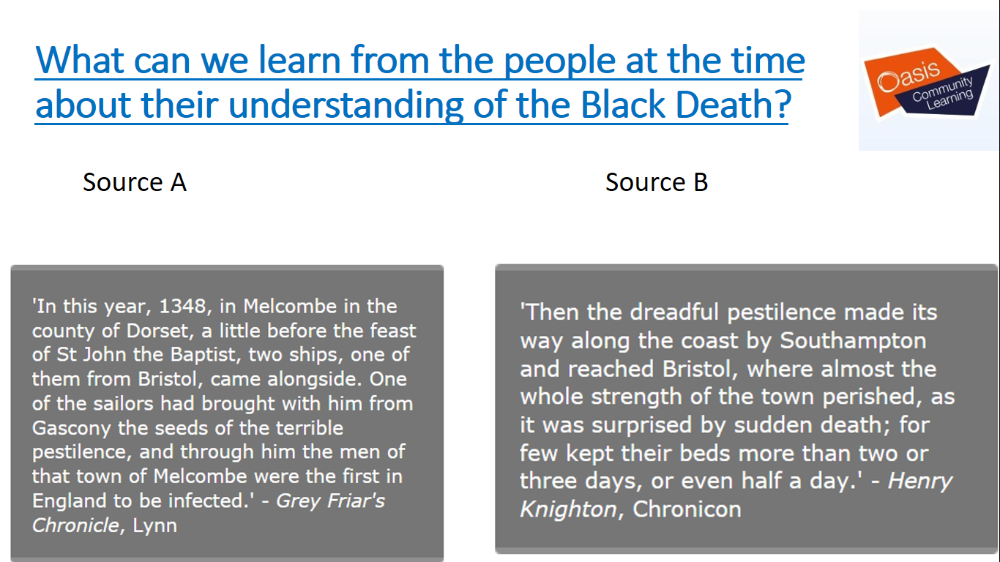 What can we learn from the people at the time
about their understanding of the Black Death?
Oasis
Community
Learning
Source A
Source B
'In this year, 1348, in Melcombe in the
county of Dorset, a little before the feast
of St John the Baptist, two ships, one of
them from Bristol, came alongside. One
of the sailors had brought with him from
Gascony the seeds of the terrible
pestilence, and through him the men of
that town of Melcombe were the first in
England to be infected.' - Grey Friar's
Chronicle, Lynn
'Then the dreadful pestilence made its
way along the coast by Southampton
and reached Bristol, where almost the
whole strength of the town perished, as
it was surprised by sudden death; for
few kept their beds more than two or
three days, or even half a day.' - Henry
Knighton, Chronicon